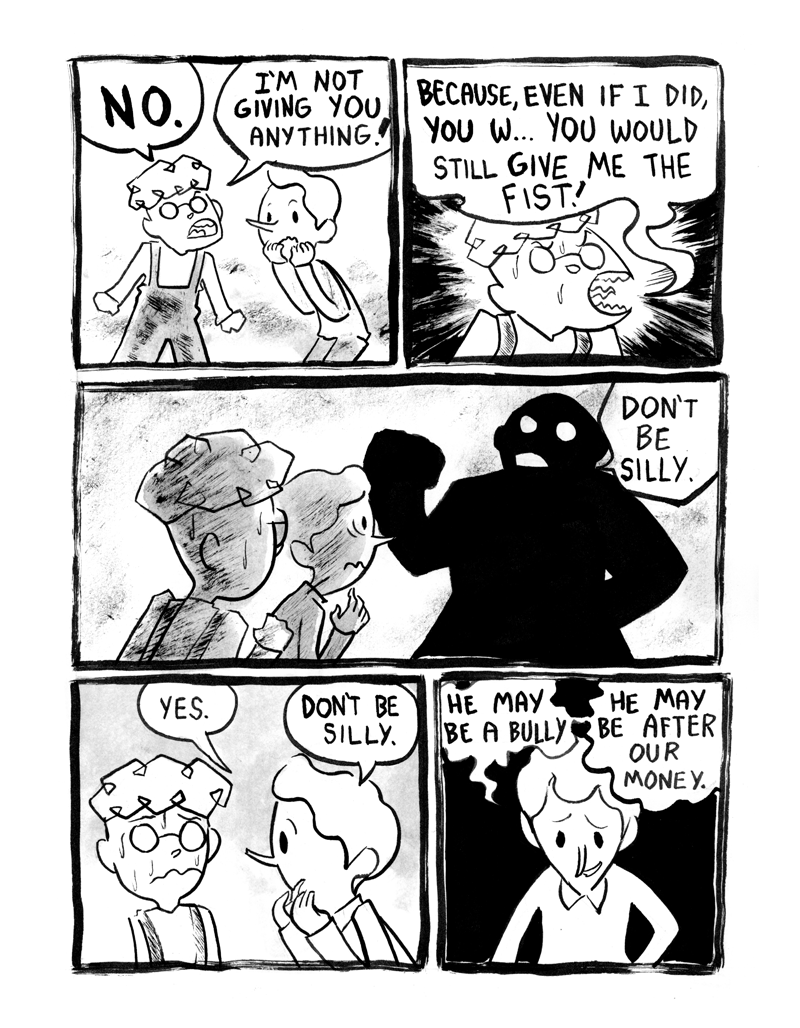 NO.
I'M NOT
GIVING YOU
ANYTHING!
BECAUSE, EVEN IF I DID,
YOU W... YOU WOULD
STILL GIVE ME THE
FIST!
DON'T
BE
SILLY.
YES.
DON'T BE
SILLY.
HE MAY
BE A BULLY
HE MAY
BE AFTER
OUR
MONEY.